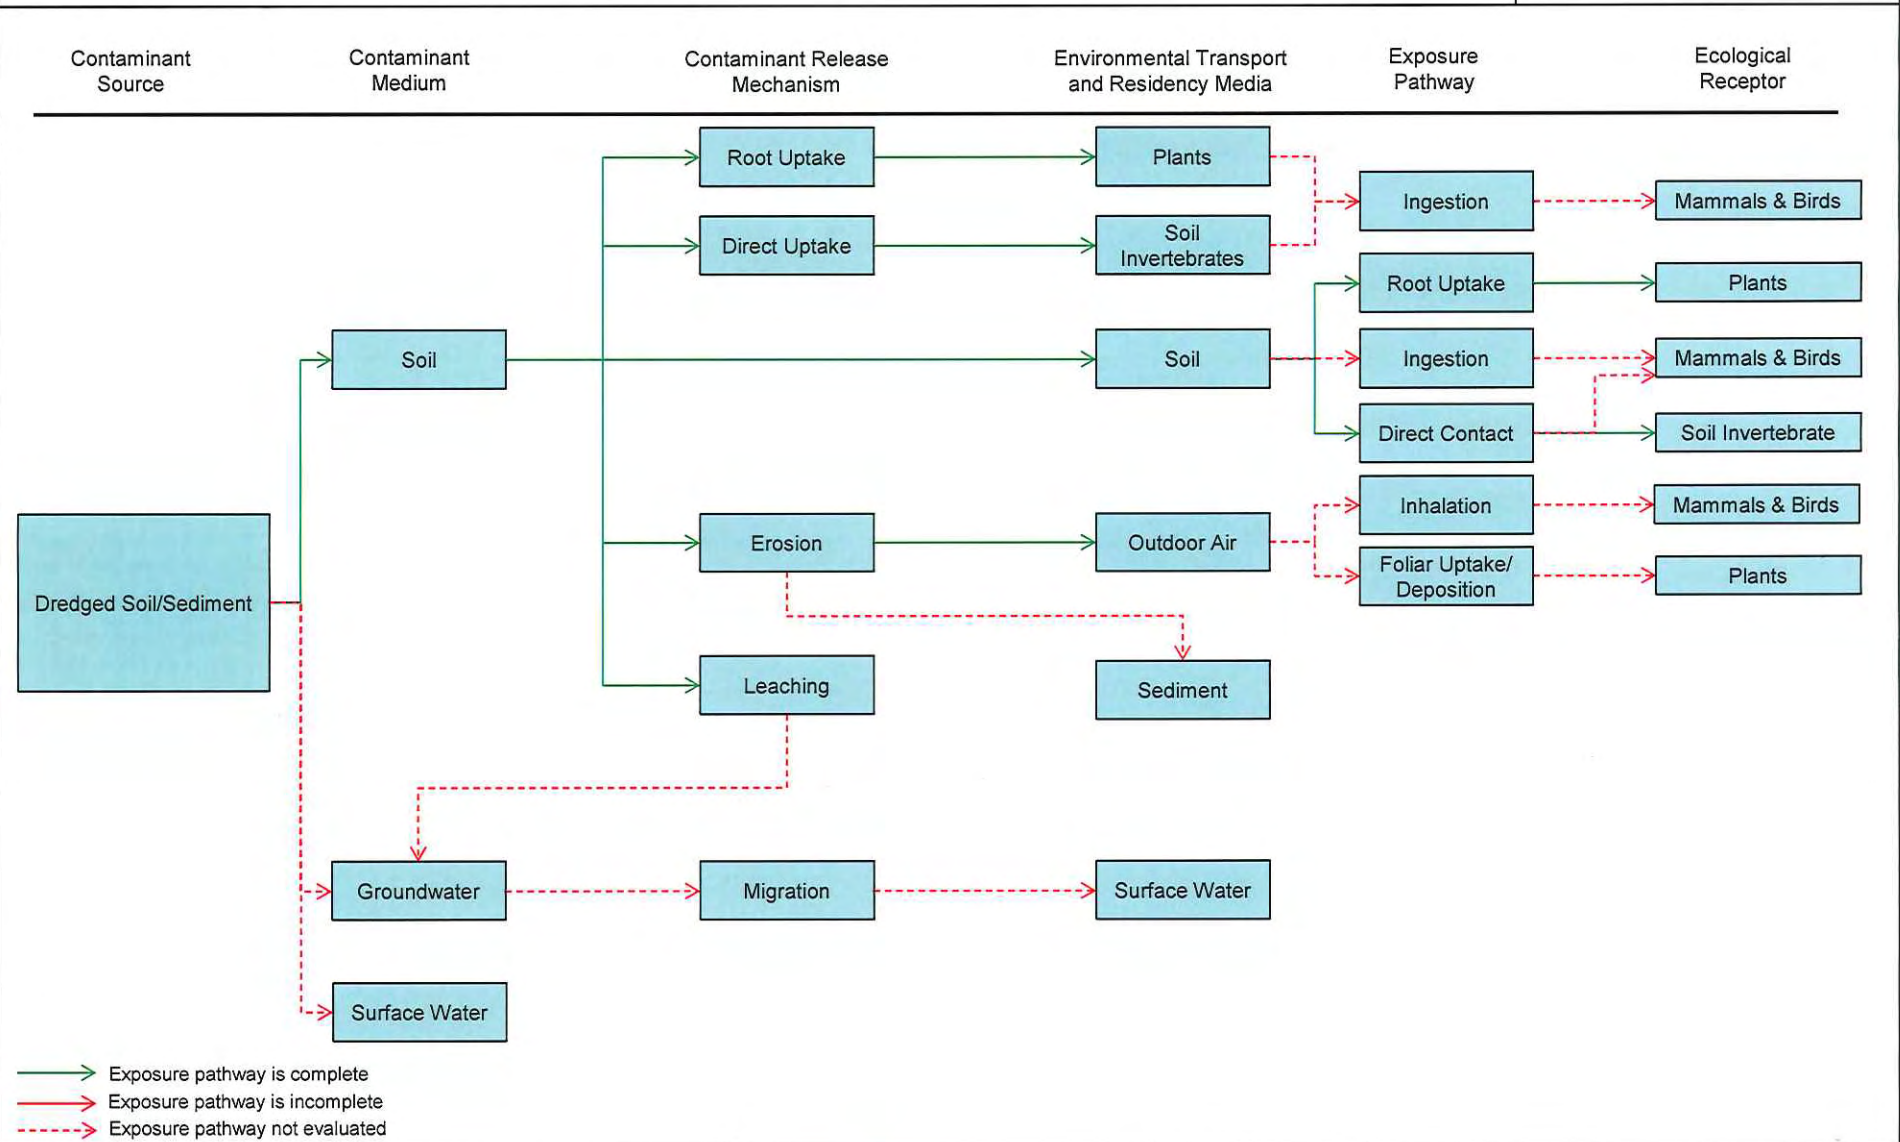 Contaminant
Source
Contaminant
Medium
Contaminant Release
Mechanism
Environmental Transport
and Residency Media
Exposure
Pathway
Ecological
Receptor
Root Uptake
Plants
Ingestion
Mammals & Birds
Direct Uptake
Soil
Invertebrates
Root Uptake
Plants
Soil
Soil
Ingestion
Mammals & Birds
Direct Contact
Soil Invertebrate
Inhalation
Mammals & Birds
Erosion
Outdoor Air
Foliar Uptake/
Deposition
Plants
Dredged Soil/Sediment
Leaching
Sediment
Groundwater
Migration
Surface Water
Surface Water
Exposure pathway is complete
Exposure pathway is incomplete
Exposure pathway not evaluated